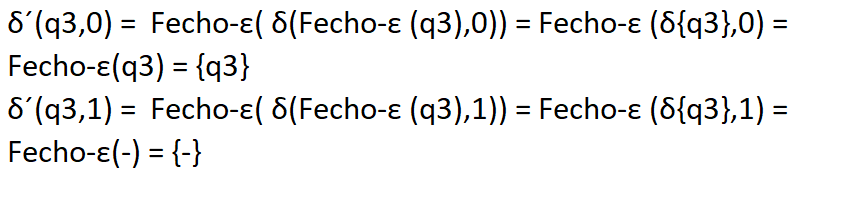 δ´(q3,0) =  Fecho-ε( δ(Fecho-ε (q3),0)) = Fecho-ε (δ{q3},0) =
Fecho-ε(q3) = {q3}
δ´(q3,1) =  Fecho-ε( δ(Fecho-ε (q3),1)) = Fecho-ε (δ{q3},1) =
Fecho-ε(-) = {-}